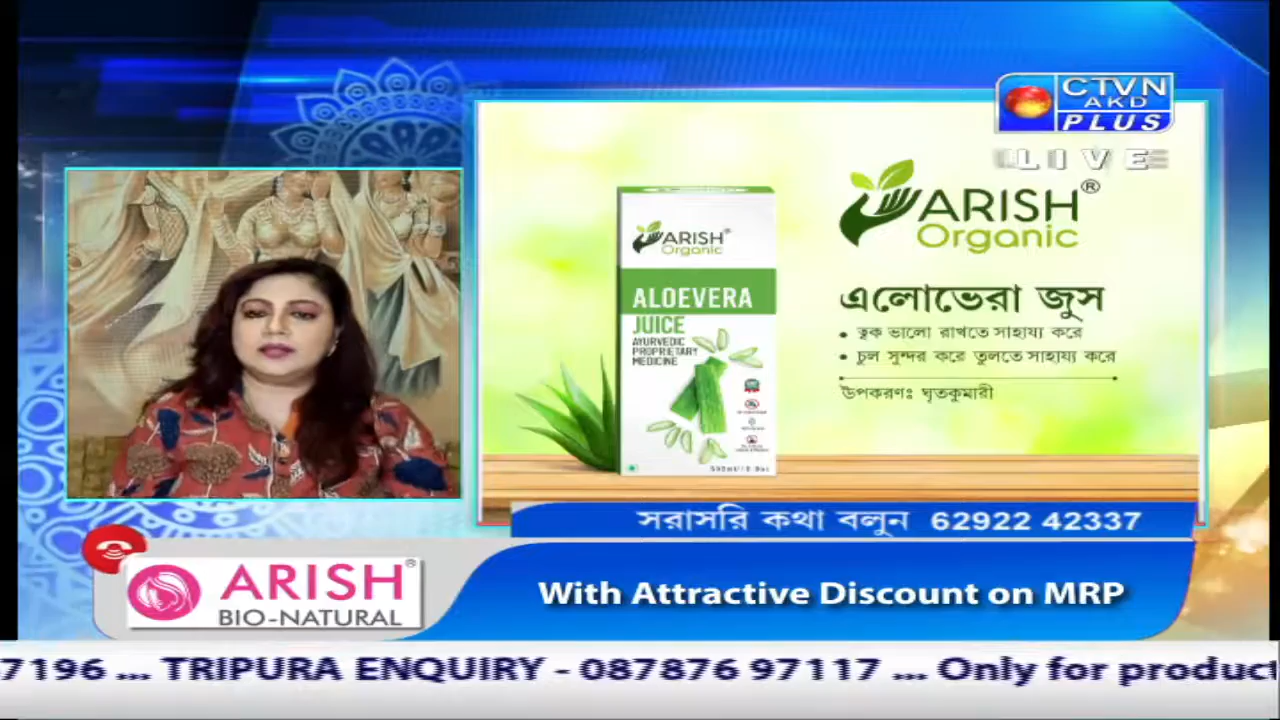 CTVN
AKD
PLUS
LIVE
ARISH®
Organic
ARISH®
Organic
ALOEVERA
JUICE
AYURVEDIC
PROPRIETARY
MEDICINE
এলোভেরা জুস
• ত্বক ভালো রাখতে সাহায্য করে
• চুল সুন্দর করে তুলতে সাহায্য করে
উপকরণঃ ঘৃতকুমারী
সরাসরি কথা বলুন 62922 42337
ARISH®
BIO-NATURAL
With Attractive Discount on MRP
7196 ... TRIPURA ENQUIRY - 087876 97117 ... Only for product